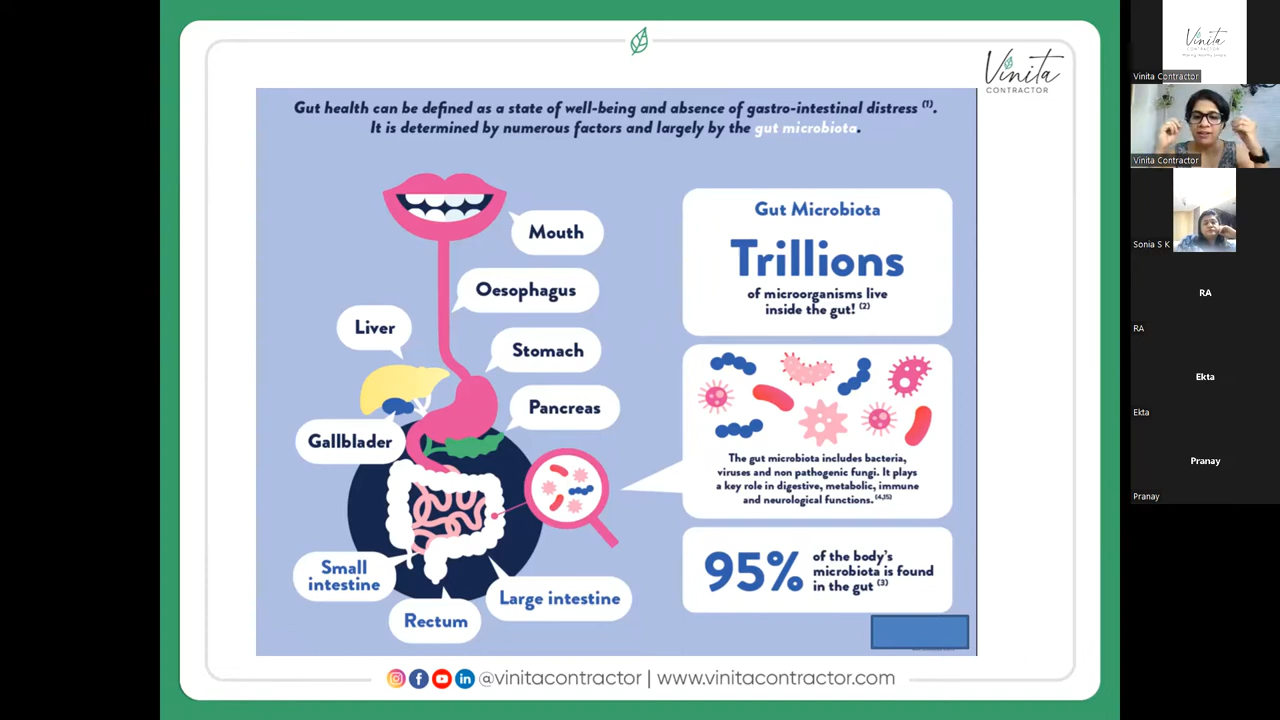 Vinita
CONTRACTOR
Gut health can be defined as a state of well-being and absence of gastro-intestinal distress (1).
It is determined by numerous factors and largely by the gut microbiota.
Mouth
Oesophagus
Liver
Stomach
Pancreas
Gallblader
Small
intestine
Large intestine
Rectum
Gut Microbiota
Trillions
of microorganisms live
inside the gut! (2)
The gut microbiota includes bacteria,
viruses and non pathogenic fungi. It plays
a key role in digestive, metabolic, immune
and neurological functions. (4,15)
95%
of the body's
microbiota is found
in the gut (3)
@vinitacontractor | www.vinitacontractor.com
Vinita
CONTRACTOR
Vinita Contractor
Vinita Contractor
Sonia S K
RA
RA
Ekta
Ekta
Pranay
Pranay